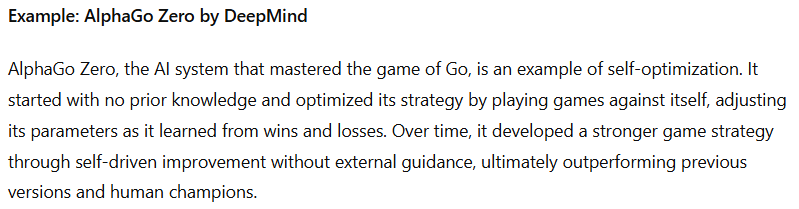 Example: AlphaGo Zero by DeepMind
AlphaGo Zero, the AI system that mastered the game of Go, is an example of self-optimization. It
started with no prior knowledge and optimized its strategy by playing games against itself, adjusting
its parameters as it learned from wins and losses. Over time, it developed a stronger game strategy
through self-driven improvement without external guidance, ultimately outperforming previous
versions and human champions.